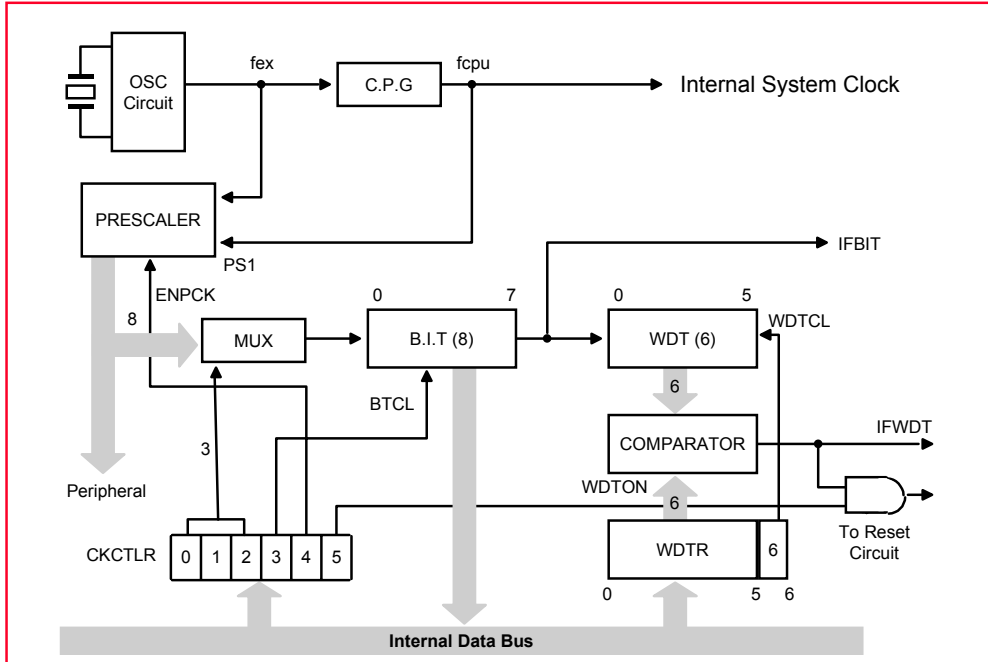 OSC
Circuit
fex
C.P.G
fcpu
Internal System Clock
PRESCALER
PS1
ENPCK
IFBIT
8
MUX
0 7
B.I.T (8)
0 5
WDT (6)
WDTCL
BTCL
6
3
COMPARATOR
IFWDT
Peripheral
WDTON
6
To Reset
Circuit
CKCTLR
0 1 2 3 4 5
WDTR 6
0 5 6
Internal Data Bus